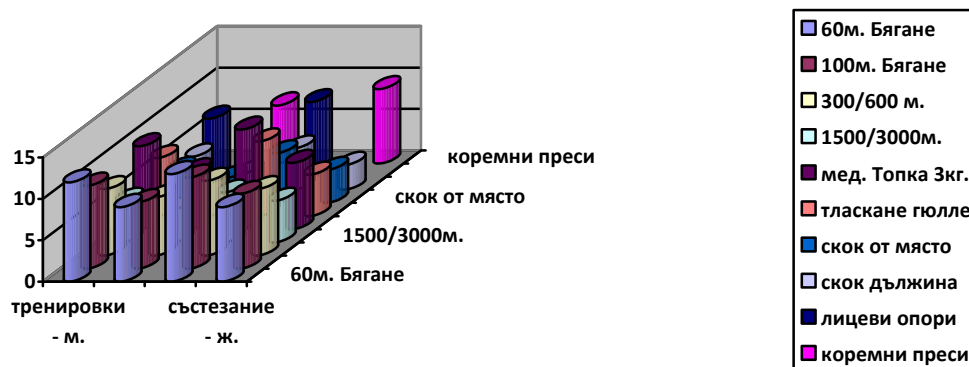 15
10
5
0
тренировки
- м.
състезание
- ж.
60м. Бягане
1500/3000м.
скок от място
коремни преси
60м. Бягане
100м. Бягане
300/600 м.
1500/3000м.
мед. Топка 3кг.
тласкане гюлле
скок от място
скок дължина
лицеви опори
коремни преси